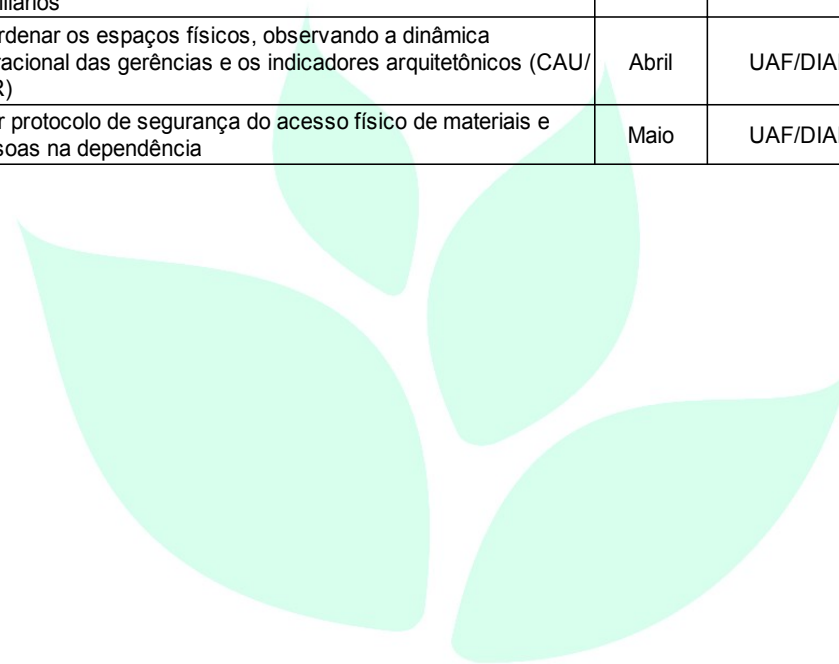 rdenar os espaços físicos, observando a dinâmica
racional das gerências e os indicadores arquitetônicos (CAU/
R)
Abril
UAF/DIA
r protocolo de segurança do acesso físico de materiais e
soas na dependência
Maio
UAF/DIA